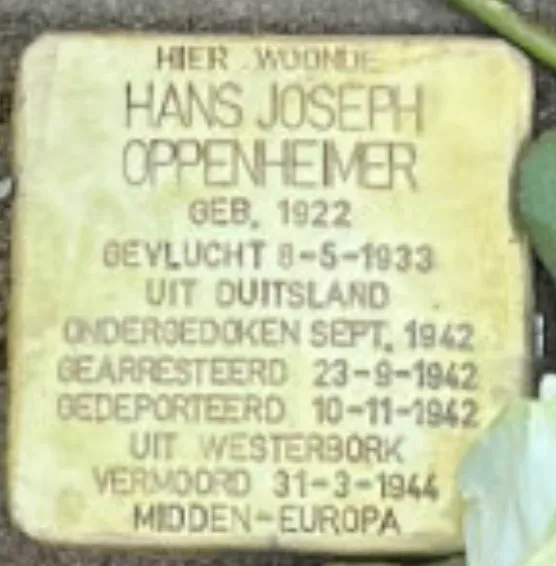 HIER WOONDE
HANS JOSEPH
OPPENHEIMER
GEB. 1922
GEVLUCHT 8-5-1933
UIT DUITSLAND
ONDERGEDOKEN SEPT. 1942
GEARRESTEERD 23-9-1942
GEDEPORTEERD 10-11-1942
UIT WESTERBORK
VERMOORD 31-3-1944
MIDDEN-EUROPA